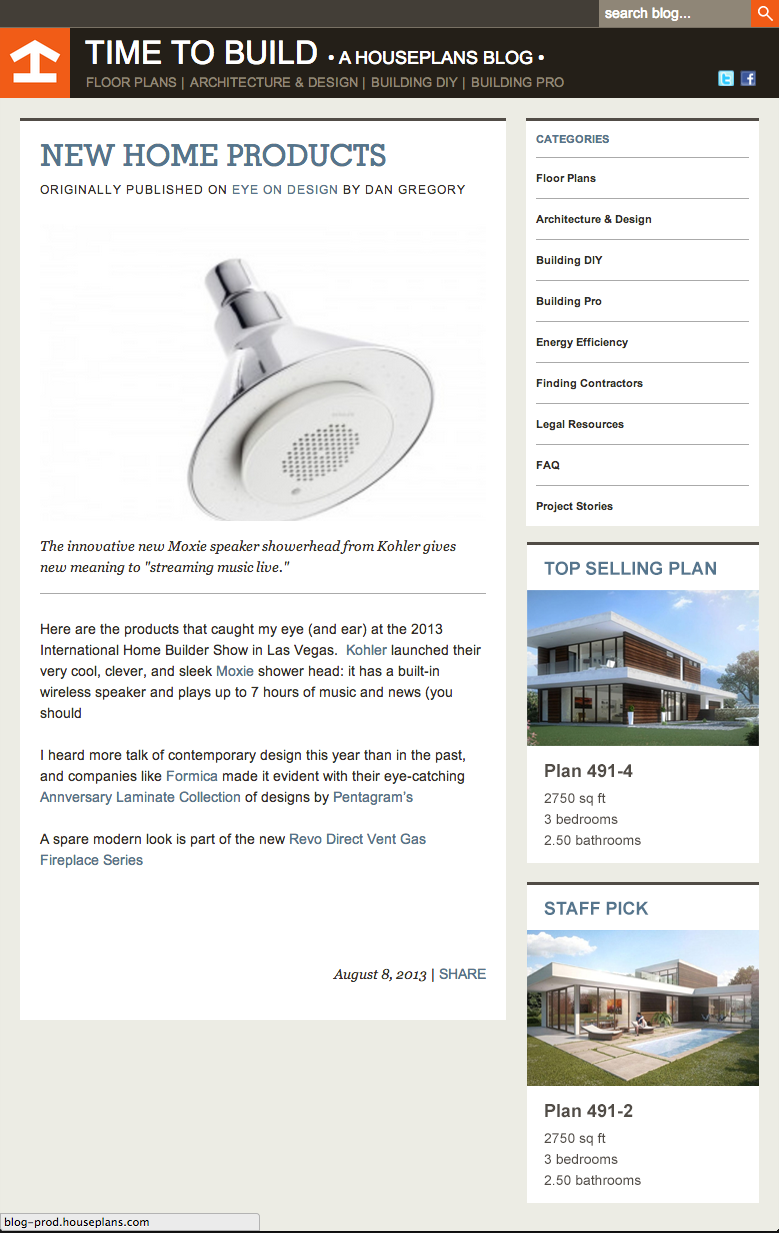 search blog...
TIME TO BUILD • A HOUSEPLANS BLOG •
FLOOR PLANS | ARCHITECTURE & DESIGN | BUILDING DIY | BUILDING PRO
NEW HOME PRODUCTS
ORIGINALLY PUBLISHED ON EYE ON DESIGN BY DAN GREGORY
The innovative new Moxie speaker showerhead from Kohler gives
new meaning to "streaming music live."
Here are the products that caught my eye (and ear) at the 2013
International Home Builder Show in Las Vegas.  Kohler launched their
very cool, clever, and sleek Moxie shower head: it has a built-in
wireless speaker and plays up to 7 hours of music and news (you
should
I heard more talk of contemporary design this year than in the past,
and companies like Formica made it evident with their eye-catching
Annversary Laminate Collection of designs by Pentagram's
A spare modern look is part of the new Revo Direct Vent Gas
Fireplace Series
August 8, 2013 | SHARE
CATEGORIES
Floor Plans
Architecture & Design
Building DIY
Building Pro
Energy Efficiency
Finding Contractors
Legal Resources
FAQ
Project Stories
TOP SELLING PLAN
Plan 491-4
2750 sq ft
3 bedrooms
2.50 bathrooms
STAFF PICK
Plan 491-2
2750 sq ft
3 bedrooms
2.50 bathrooms
blog-prod.houseplans.com